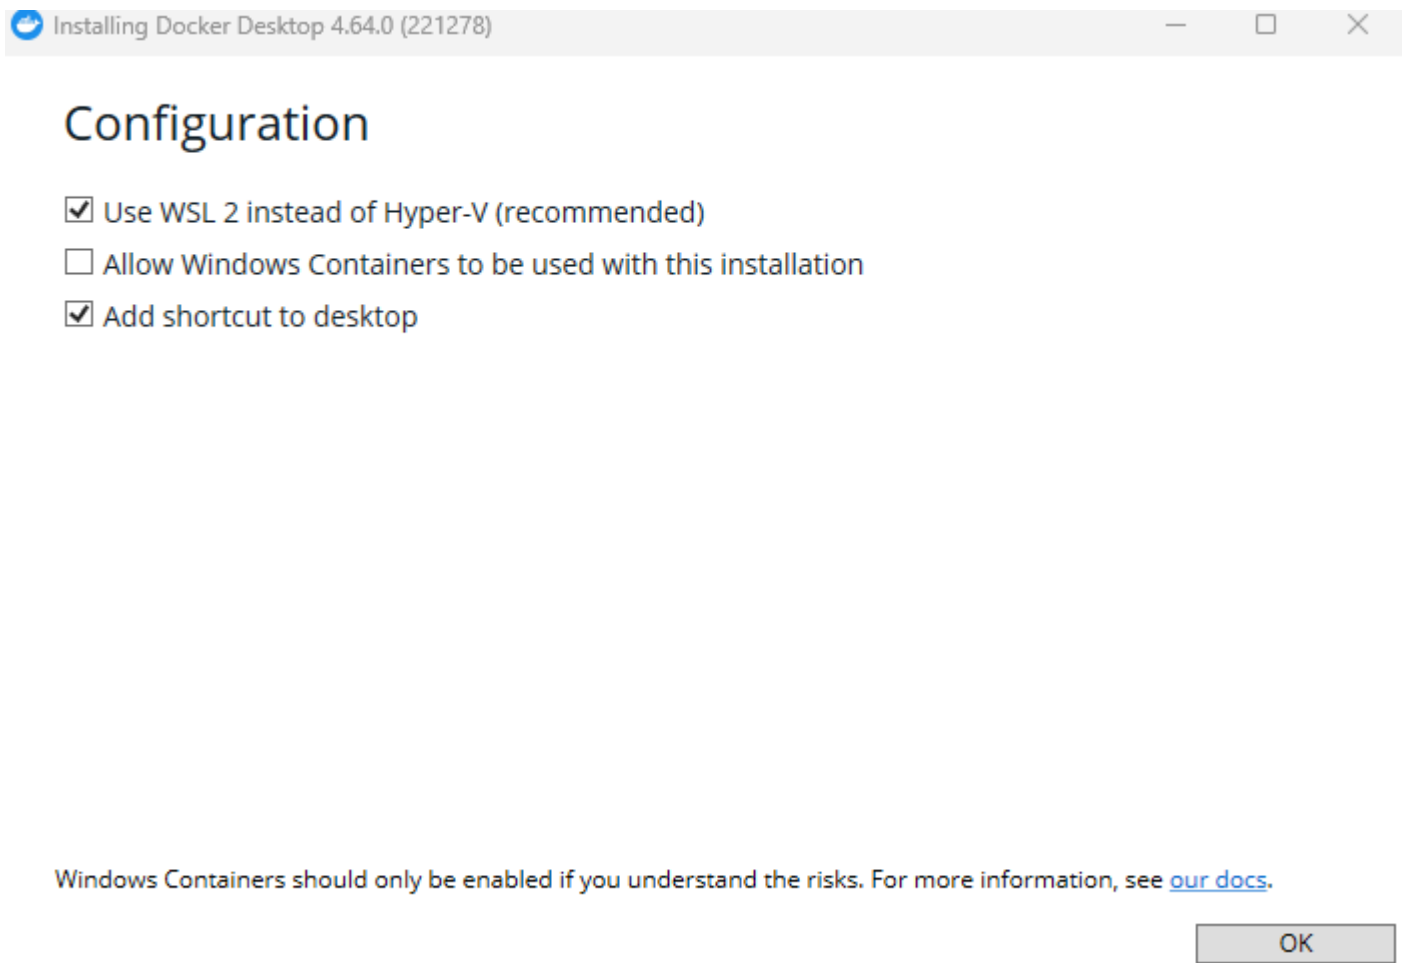 Installing Docker Desktop 4.64.0 (221278)
Configuration
Use WSL 2 instead of Hyper-V (recommended)
Allow Windows Containers to be used with this installation
Add shortcut to desktop
Windows Containers should only be enabled if you understand the risks. For more information, see our docs.
OK